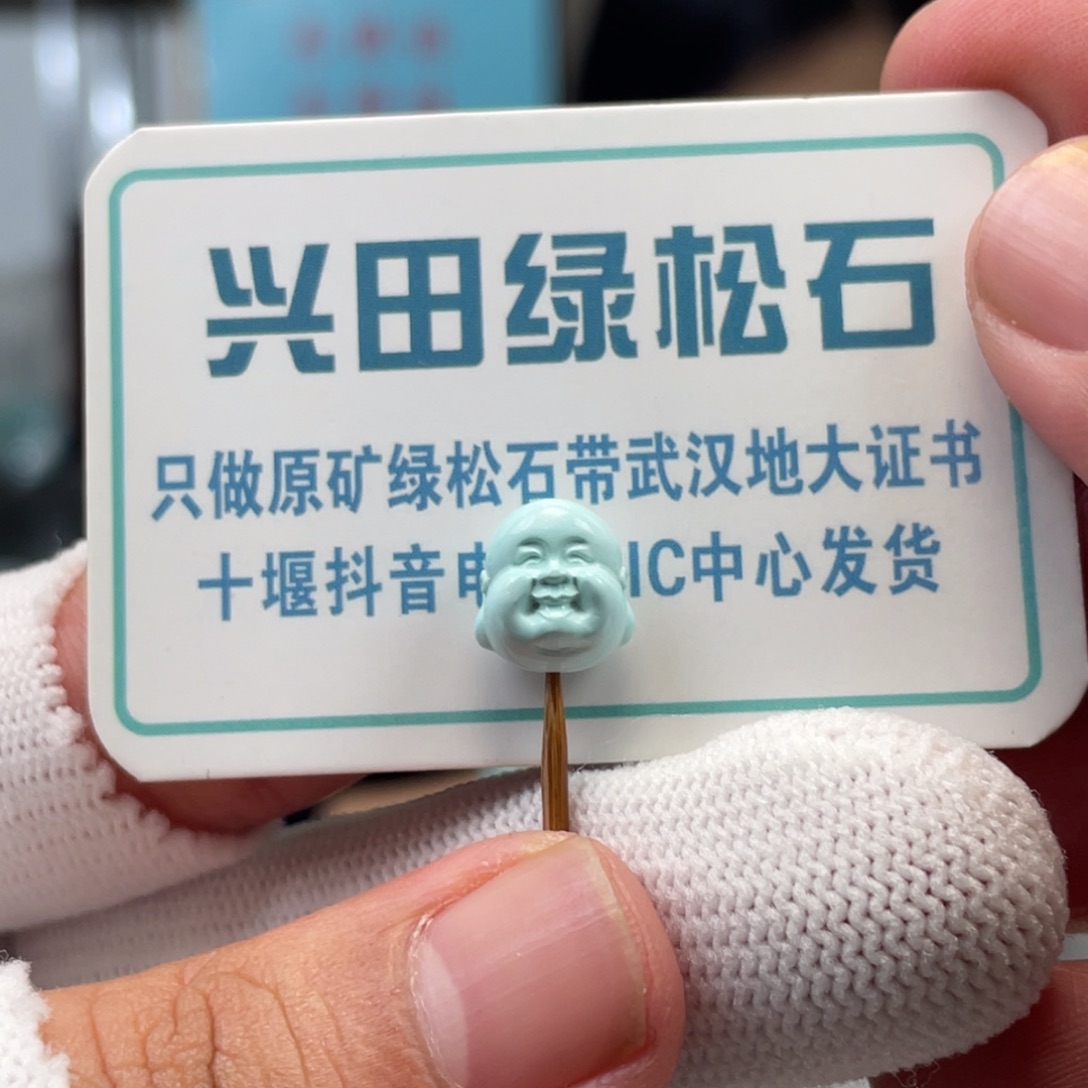 兴田绿松石
只做原矿绿松石带武汉地大证书
十堰抖音 IC中心发货